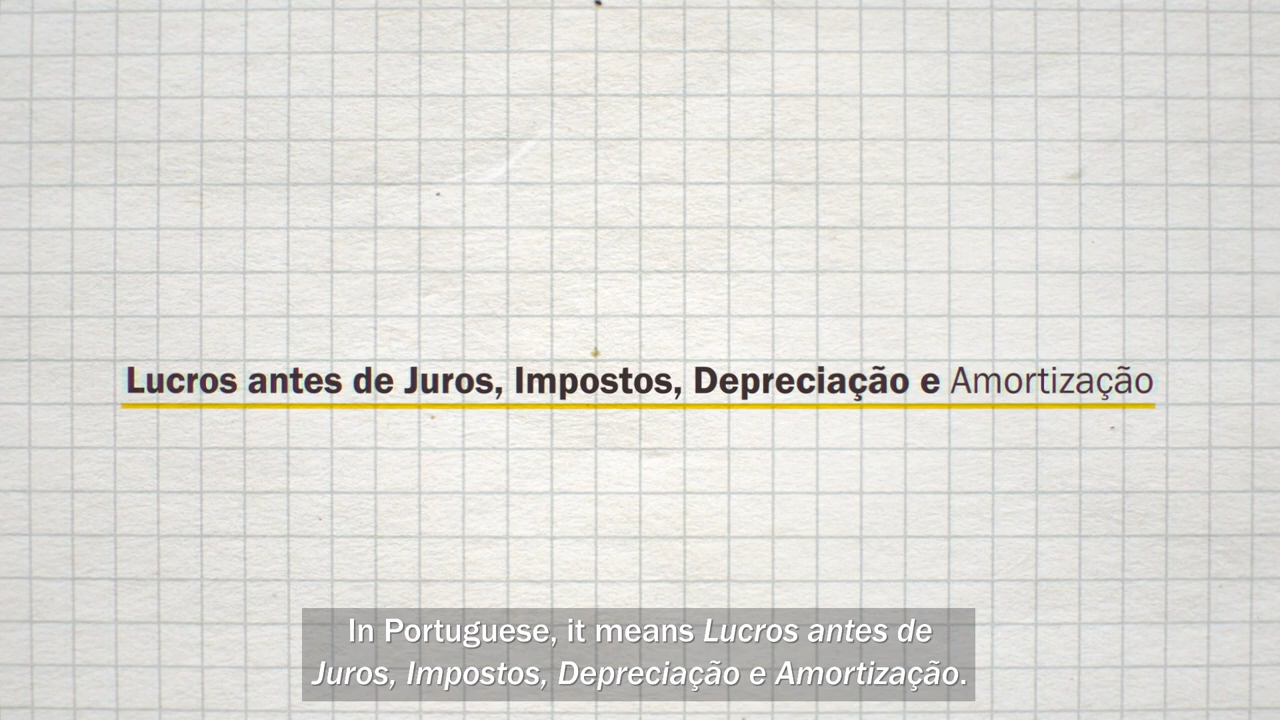 Lucros antes de Juros, Impostos, Depreciação e Amortização
In Portuguese, it means Lucros antes de
Juros, Impostos, Depreciação e Amortização.